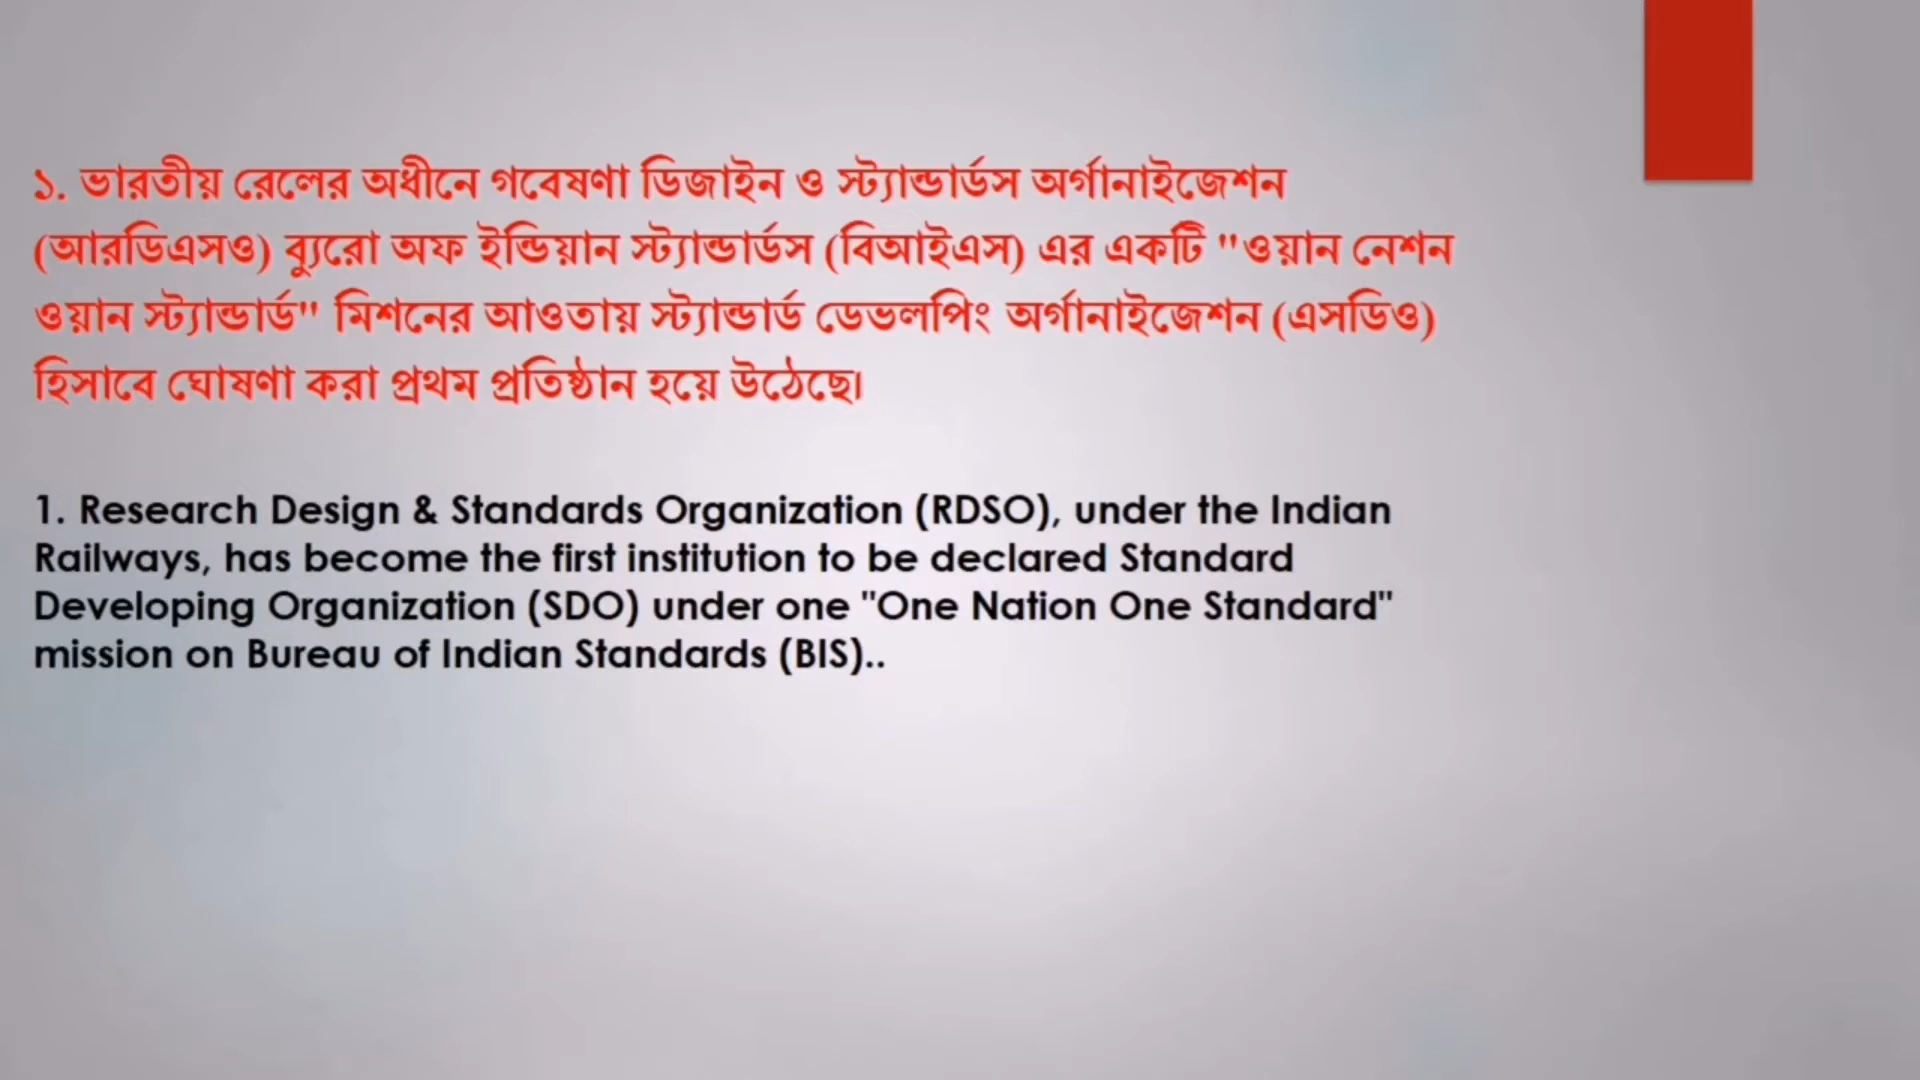 ১. ভারতীয় রেলের অধীনে গবেষণা ডিজাইন ও স্ট্যান্ডার্ডস অর্গানাইজেশন
(আরডিএসও) ব্যুরো অফ ইন্ডিয়ান স্ট্যান্ডার্ডস (বিআইএস) এর একটি "ওয়ান নেশন
ওয়ান স্ট্যান্ডার্ড" মিশনের আওতায় স্ট্যান্ডার্ড ডেভলপিং অর্গানাইজেশন (এসডিও)
হিসাবে ঘোষণা করা প্রথম প্রতিষ্ঠান হয়ে উঠেছে।
1. Research Design & Standards Organization (RDSO), under the Indian
Railways, has become the first institution to be declared Standard
Developing Organization (SDO) under one "One Nation One Standard"
mission on Bureau of Indian Standards (BIS)..